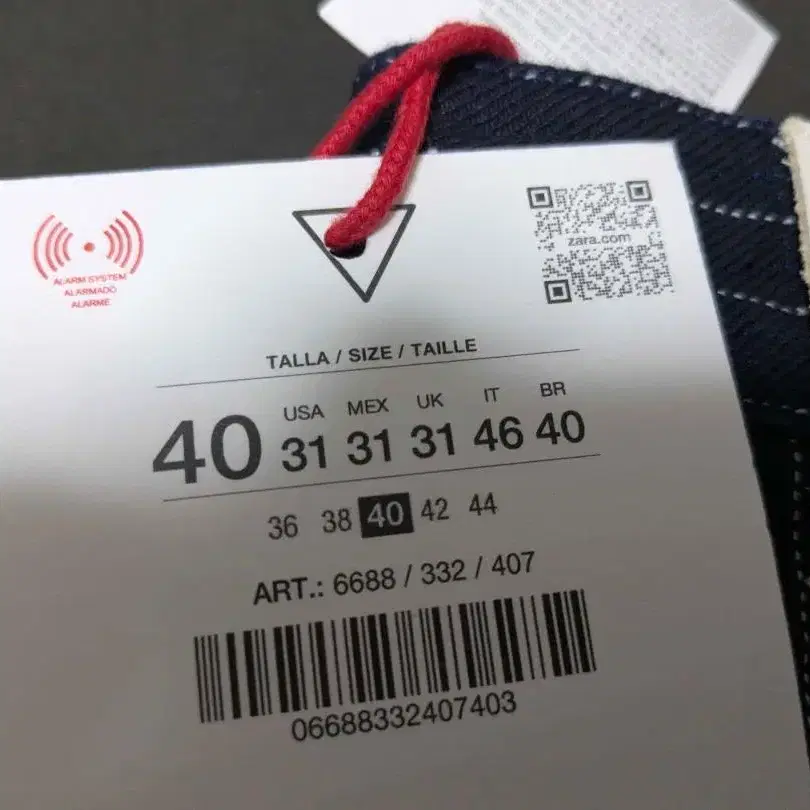 ALARM SYSTEM
ALARMADO
ALARME
zara.com
TALLA / SIZE / TAILLE
40 USA 31 MEX 31 UK 31 IT 46 BR 40
36 38 40 42 44
ART.: 6688 / 332 / 407
06688332407403